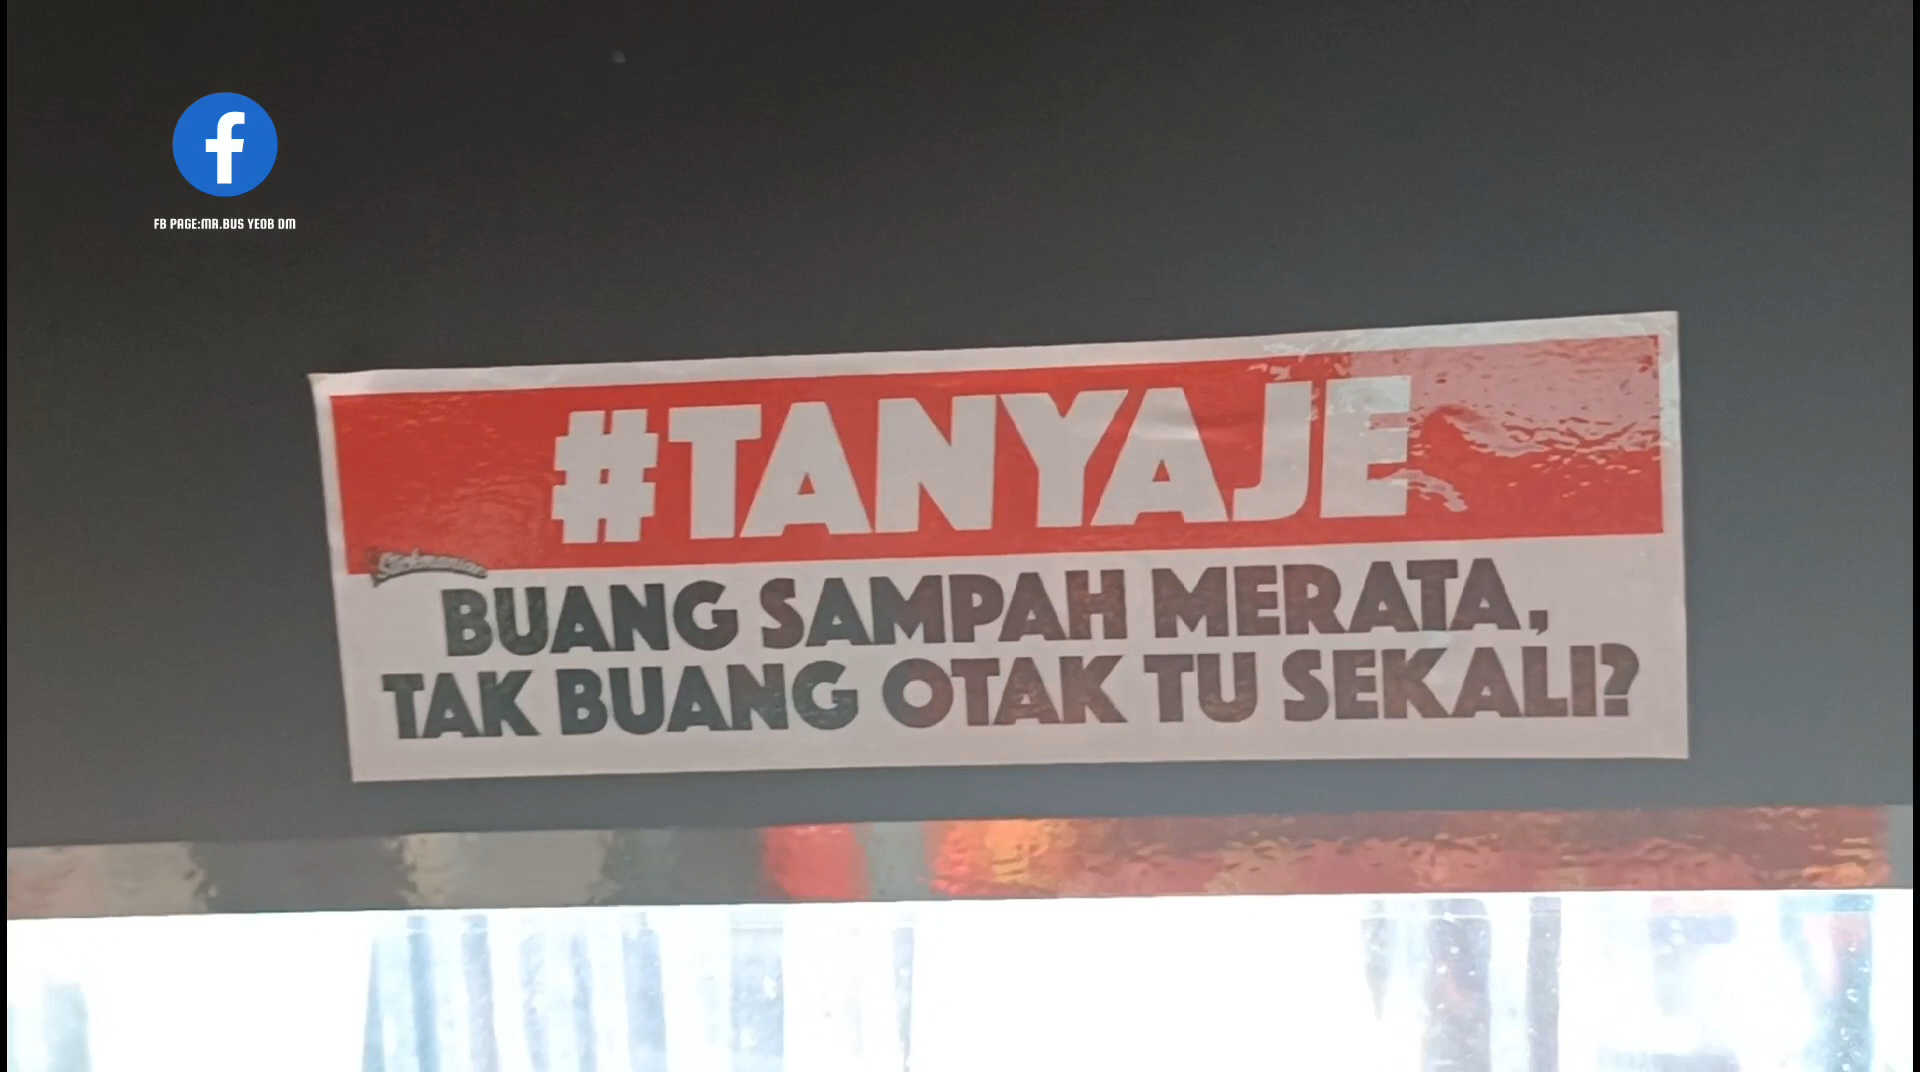 f
FB PAGE:MR.BUS YEOB DM
#TANYAJE
BUANG SAMPAH MERATA,
TAK BUANG OTAK TU SEKALI?